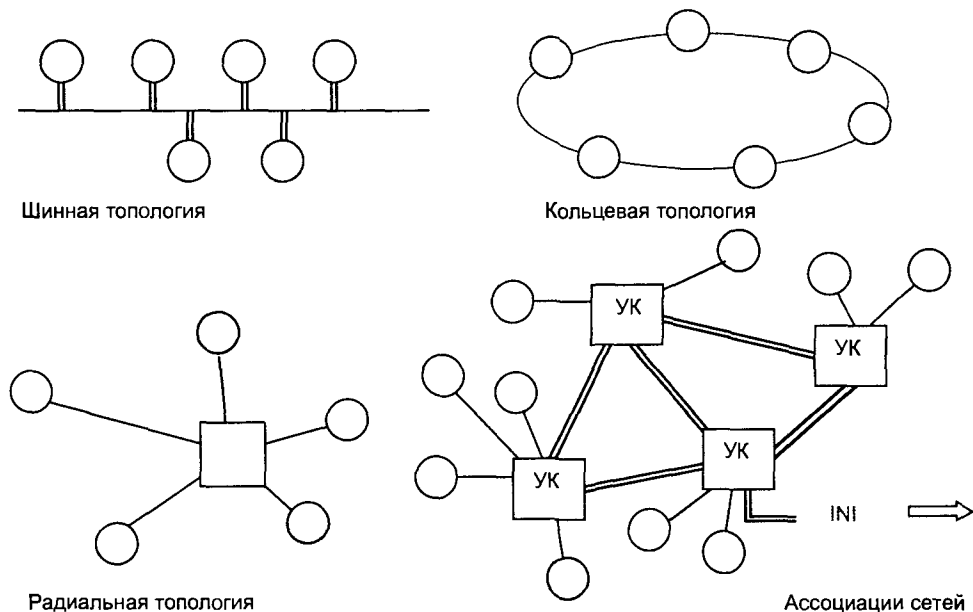 Шинная топология
Кольцевая топология
УК
УК
УК
УК
INI
Радиальная топология
Ассоциации сетей